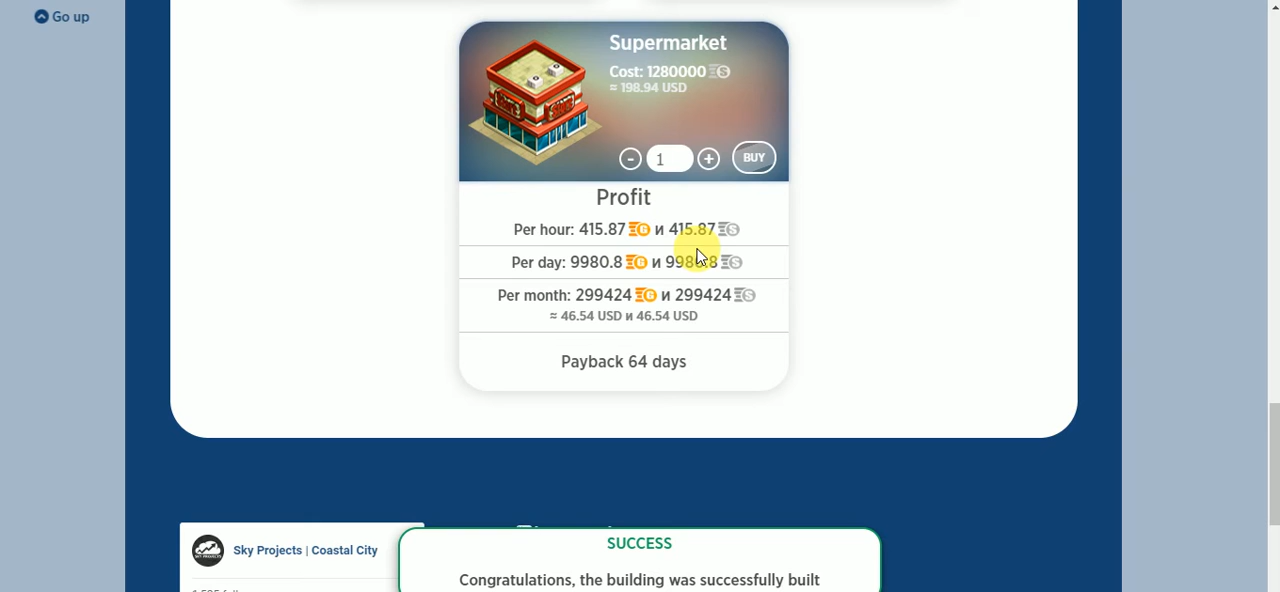 Go up
Supermarket
Cost: 1280000 S
≈ 198.94 USD
- 1 + BUY
Profit
Per hour: 415.87 G и 415.87 S
Per day: 9980.8 G и 9980.8 S
Per month: 299424 G и 299424 S
≈ 46.54 USD и 46.54 USD
Payback 64 days
Sky Projects | Coastal City
SUCCESS
Congratulations, the building was successfully built